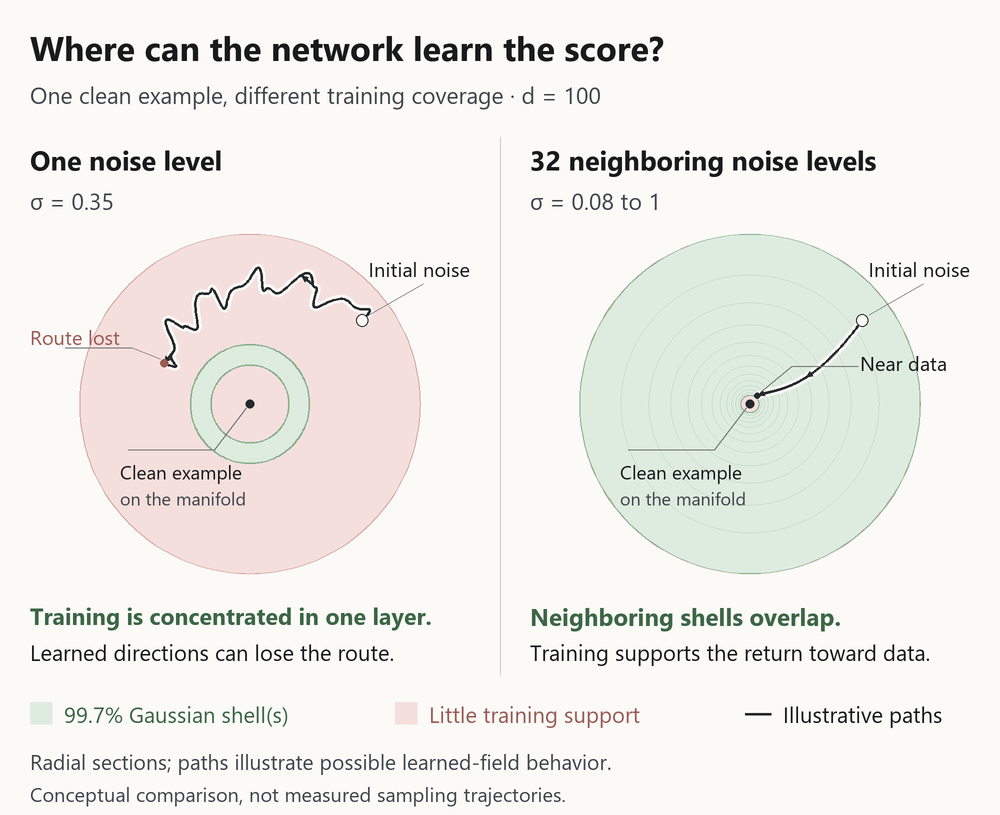 Where can the network learn the score?
One clean example, different training coverage · d = 100
One noise level
σ = 0.35
Initial noise
Route lost
Clean example
on the manifold
Training is concentrated in one layer.
Learned directions can lose the route.
32 neighboring noise levels
σ = 0.08 to 1
Initial noise
Near data
Clean example
on the manifold
Neighboring shells overlap.
Training supports the return toward data.
99.7% Gaussian shell(s)
Little training support
Illustrative paths
Radial sections; paths illustrate possible learned-field behavior.
Conceptual comparison, not measured sampling trajectories.